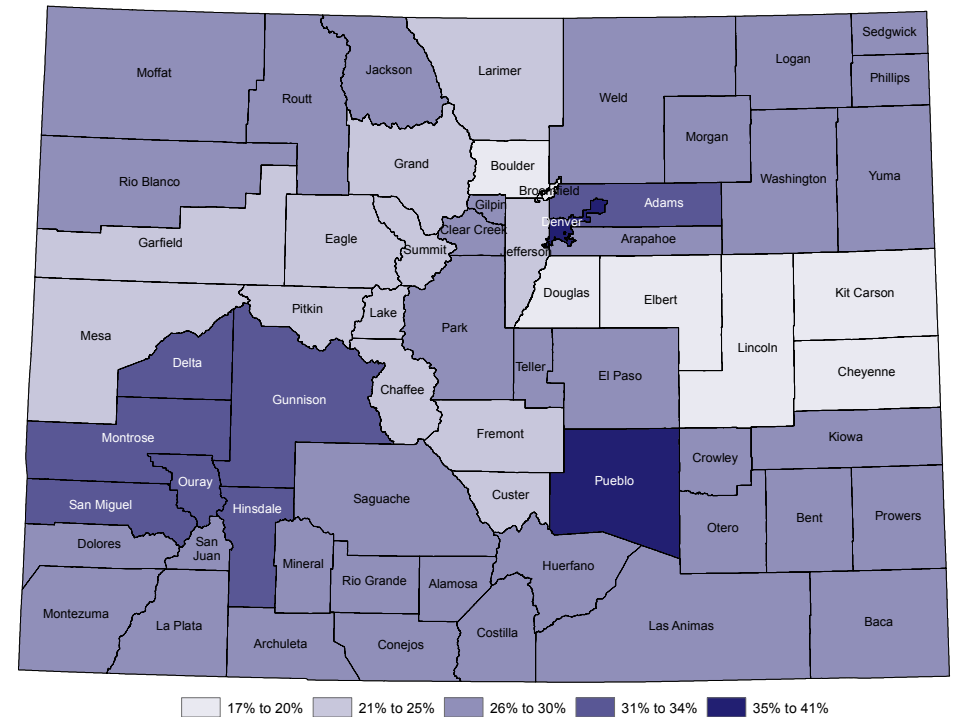 Sedgwick
Logan
Moffat
Jackson
Larimer
Phillips
Routt
Weld
Morgan
Grand
Boulder
Yuma
Washington
Rio Blanco
Broomfield
Gilpin
Adams
Denver
Clear Creek
Arapahoe
Garfield
Eagle
Summit
Jefferson
Douglas
Elbert
Kit Carson
Pitkin
Lake
Park
Mesa
Lincoln
Delta
Teller
El Paso
Cheyenne
Chaffee
Gunnison
Montrose
Fremont
Kiowa
Crowley
Ouray
Pueblo
Custer
Saguache
San Miguel
Hinsdale
Otero
Bent
Prowers
Dolores
San
Juan
Mineral
Huerfano
Rio Grande
Alamosa
Montezuma
La Plata
Costilla
Las Animas
Baca
Archuleta
Conejos
17% to 20% 21% to 25% 26% to 30% 31% to 34% 35% to 41%